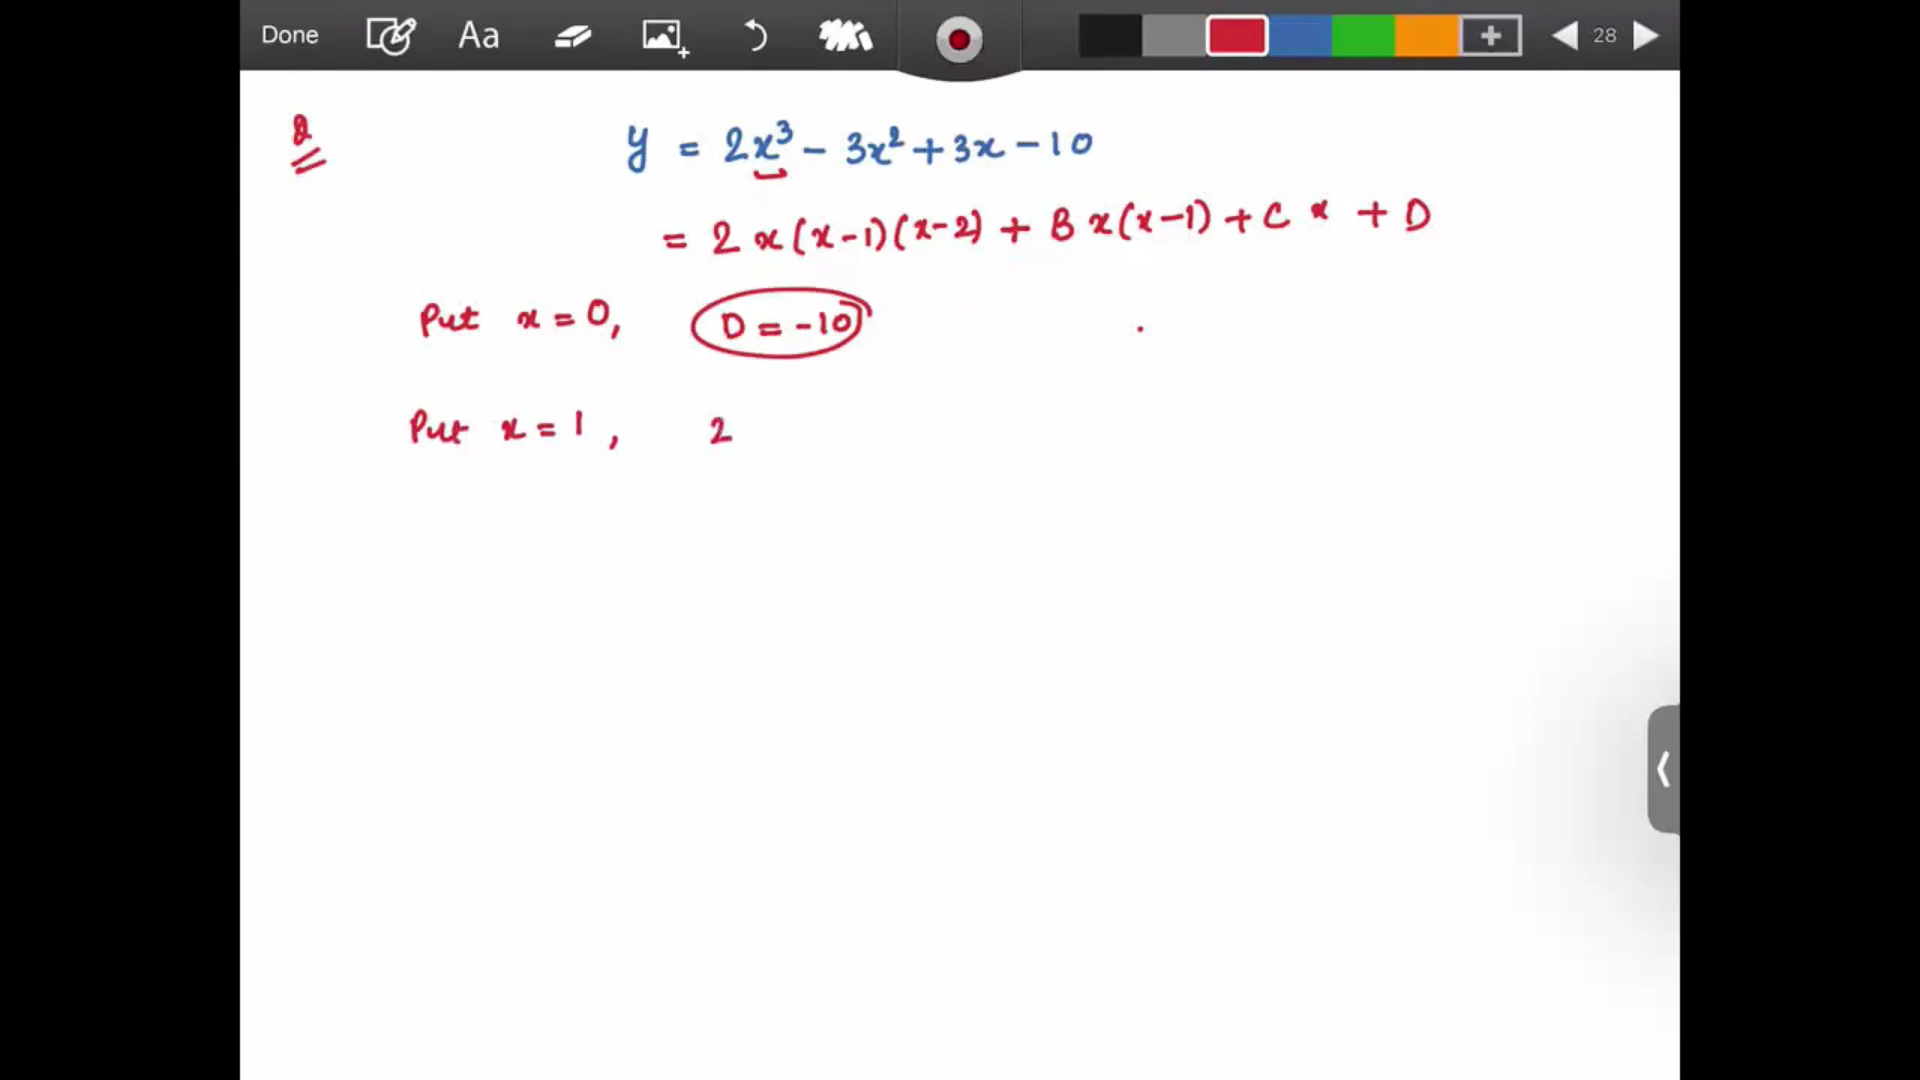 Done Aa 28
Q
y = 2x³ - 3x² + 3x - 10
= 2x(x-1)(x-2) + Bx(x-1) + Cx + D
Put x = 0, D = -10
Put x = 1, 2